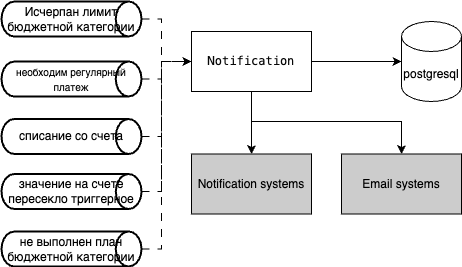 Исчерпан лимит
бюджетной категории
необходим регулярный
платеж
списание со счета
значение на счете
пересекло триггерное
не выполнен план
бюджетной категории
Notification
postgresql
Notification systems
Email systems